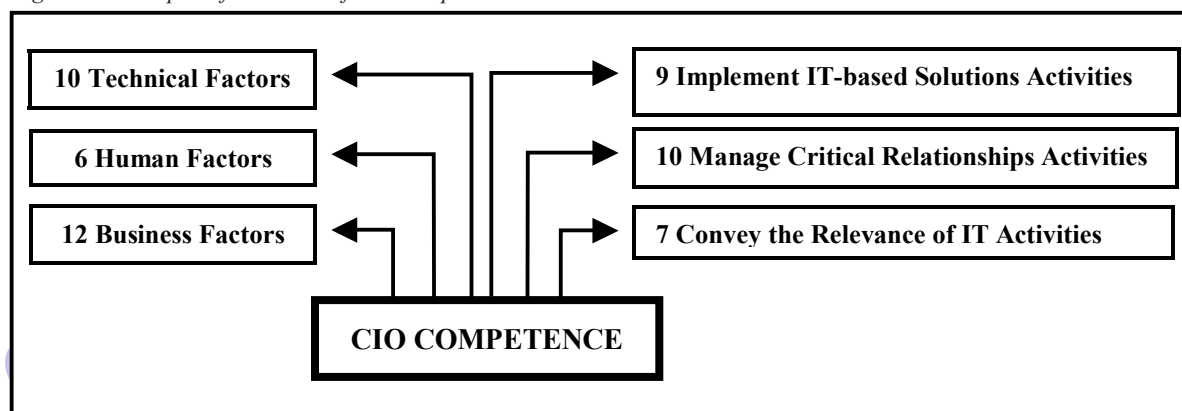 10 Technical Factors
6 Human Factors
12 Business Factors
9 Implement IT-based Solutions Activities
10 Manage Critical Relationships Activities
7 Convey the Relevance of IT Activities
CIO COMPETENCE